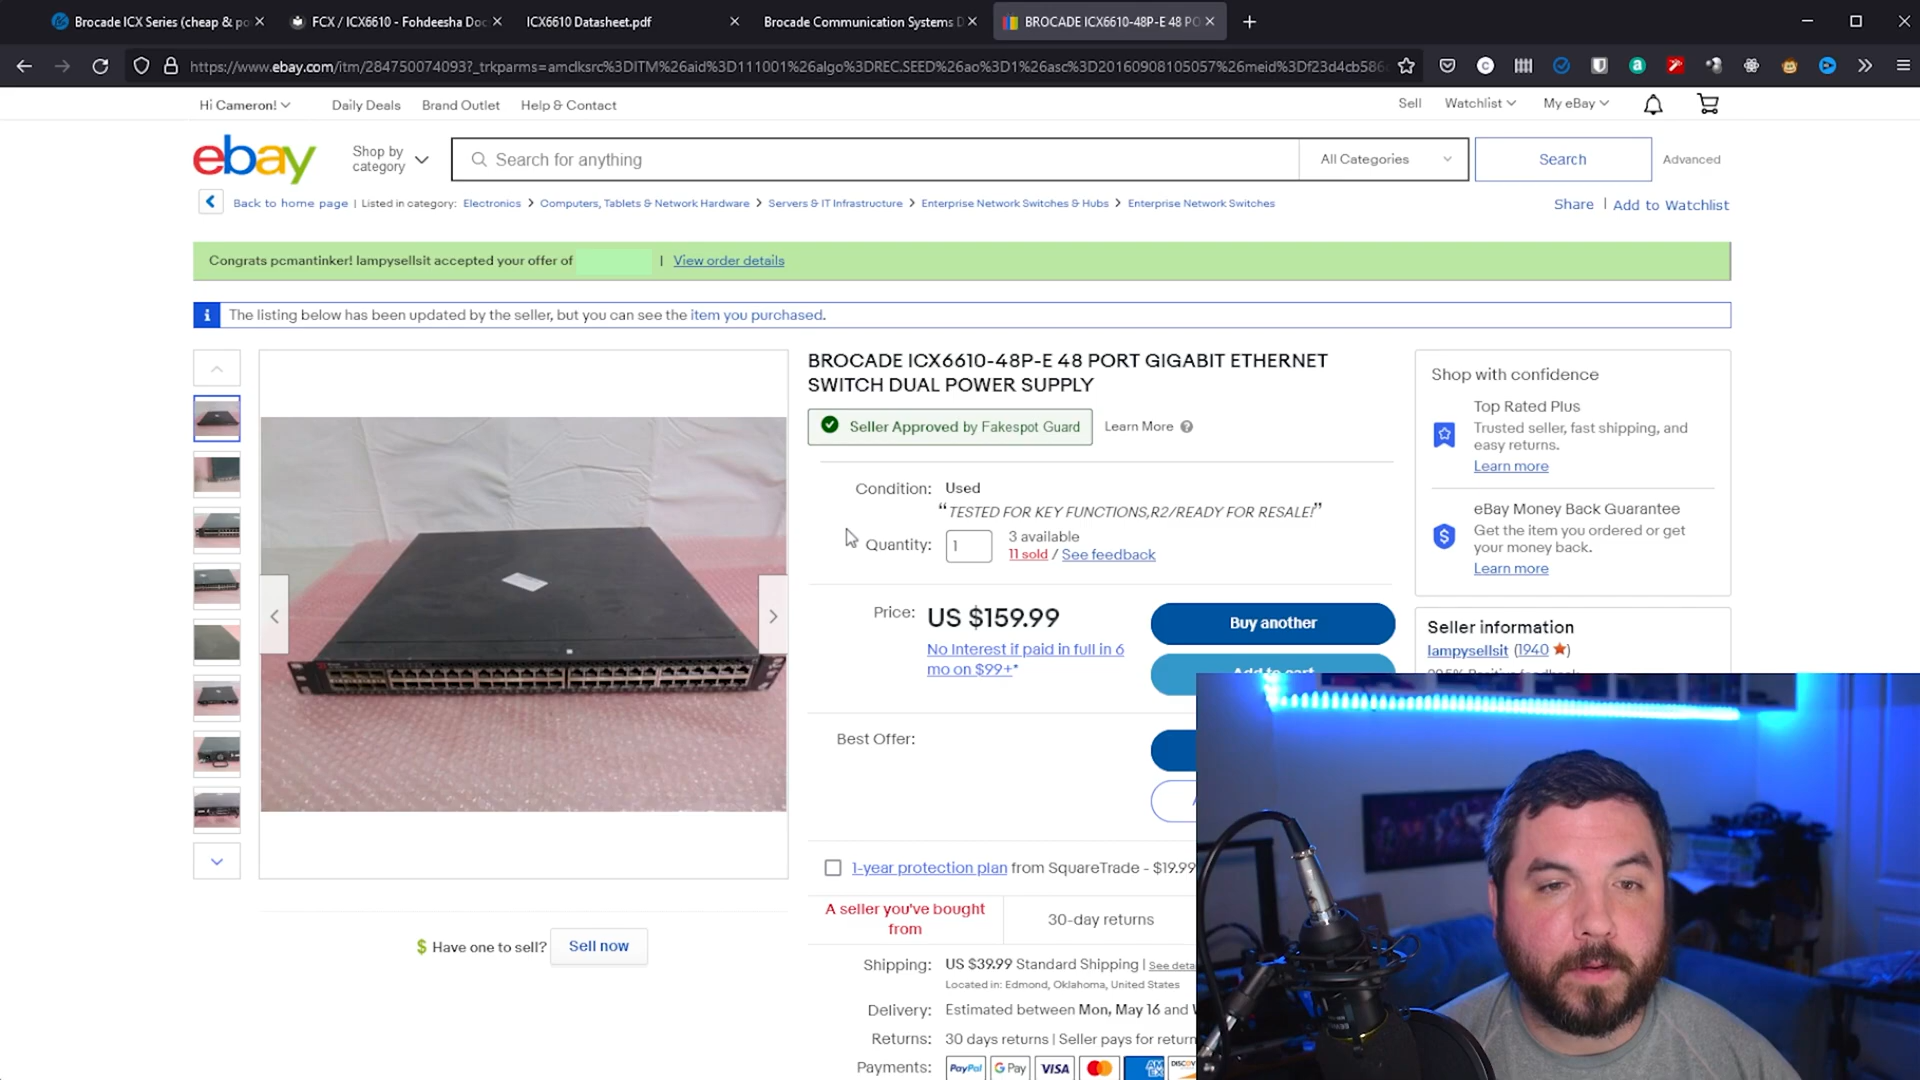 Brocade ICX Series (cheap & po
FCX / ICX6610 - Fohdeesha Doc
ICX6610 Datasheet.pdf
Brocade Communication Systems D
BROCADE ICX6610-48P-E 48 PO
https://www.ebay.com/itm/284750074093?_trkparms=amclksrc%3DITM%26aid%3D111001%26algo%3DREC.SEED%26ao%3D1%26asc%3D20160908105057%26meid%3Df23d4cb586
Hi Cameron!
Daily Deals
Brand Outlet
Help & Contact
Sell
Watchlist
My eBay
ebay
Shop by category
Search for anything
All Categories
Search
Advanced
Back to home page | Listed in category: Electronics > Computers, Tablets & Network Hardware > Servers & IT Infrastructure > Enterprise Network Switches & Hubs > Enterprise Network Switches
Share | Add to Watchlist
Congrats pcmantinker! lampysellsit accepted your offer of | View order details
The listing below has been updated by the seller, but you can see the item you purchased.
BROCADE ICX6610-48P-E 48 PORT GIGABIT ETHERNET
SWITCH DUAL POWER SUPPLY
Seller Approved by Fakespot Guard
Learn More
Condition: Used
“TESTED FOR KEY FUNCTIONS,R2/READY FOR RESALE!”
Quantity: 1
3 available
11 sold / See feedback
Price: US $159.99
No Interest if paid in full in 6
mo on $99+*
Buy another
Add to cart
Best Offer:
1-year protection plan from SquareTrade - $19.99
A seller you've bought
from
30-day returns
Shipping: US $39.99 Standard Shipping | See deta
Located in: Edmond, Oklahoma, United States
Delivery: Estimated between Mon, May 16 and
Returns: 30 days returns | Seller pays for return
Payments: PayPal G Pay VISA
Have one to sell? Sell now
Shop with confidence
Top Rated Plus
Trusted seller, fast shipping, and
easy returns.
Learn more
eBay Money Back Guarantee
Get the item you ordered or get
your money back.
Learn more
Seller information
lampysellsit (1940)